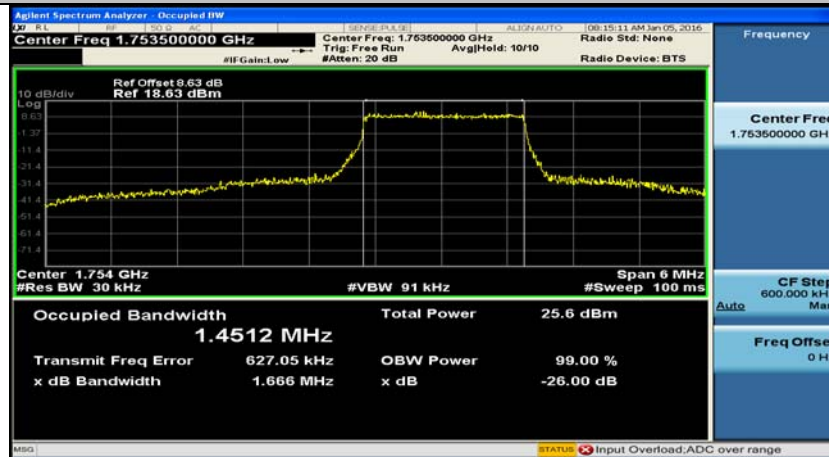 Agilent Spectrum Analyzer - Occupied BW
LXI RL RF 50 Ω AC SENSE:PULSE ALIGN AUTO 08:15:11 AM Jan 05, 2016
Center Freq 1.753500000 GHz
Center Freq: 1.753500000 GHz
Radio Std: None
Trig: Free Run Avg|Hold: 10/10
#IFGain:Low #Atten: 20 dB Radio Device: BTS
Ref Offset 8.63 dB
10 dB/div Ref 18.63 dBm
Log
8.63
-1.37
-11.4
-21.4
-31.4
-41.4
-51.4
-61.4
-71.4
Center 1.754 GHz Span 6 MHz
#Res BW 30 kHz #VBW 91 kHz #Sweep 100 ms
Occupied Bandwidth Total Power 25.6 dBm
1.4512 MHz
Transmit Freq Error 627.05 kHz OBW Power 99.00 %
x dB Bandwidth 1.666 MHz x dB -26.00 dB
Frequency
Center Fre
1.753500000 GH
CF Step
600.000 kH
Auto Ma
Freq Offse
0 H
MSG STATUS Input Overload;ADC over range